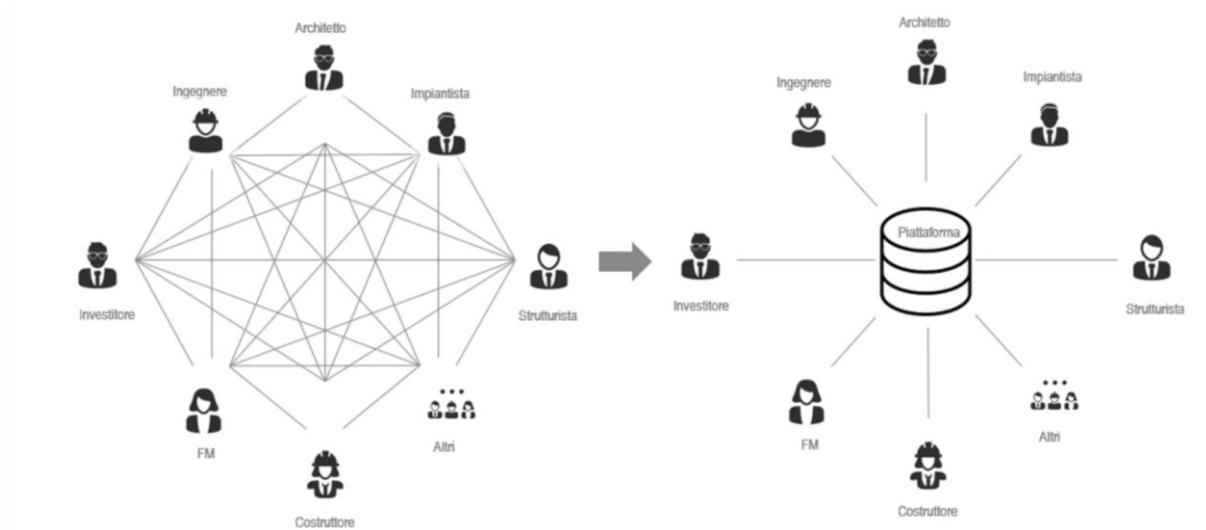 Architetto
Ingegnere
Impiantista
Investitore
Strutturista
FM
Altri
Costruttore
Architetto
Ingegnere
Impiantista
Piattaforma
Investitore
Strutturista
FM
Altri
Costruttore